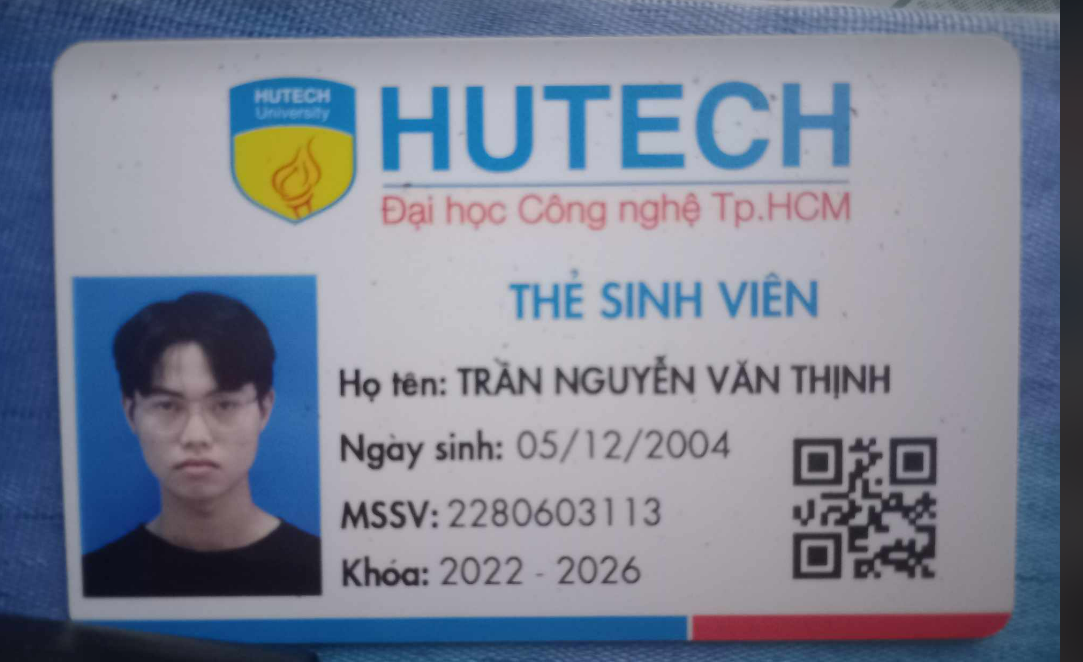 HUTECH
University
HUTECH
Đại học Công nghệ Tp.HCM
THẺ SINH VIÊN
Họ tên: TRẦN NGUYỄN VĂN THỊNH
Ngày sinh: 05/12/2004
MSSV: 2280603113
Khóa: 2022 - 2026